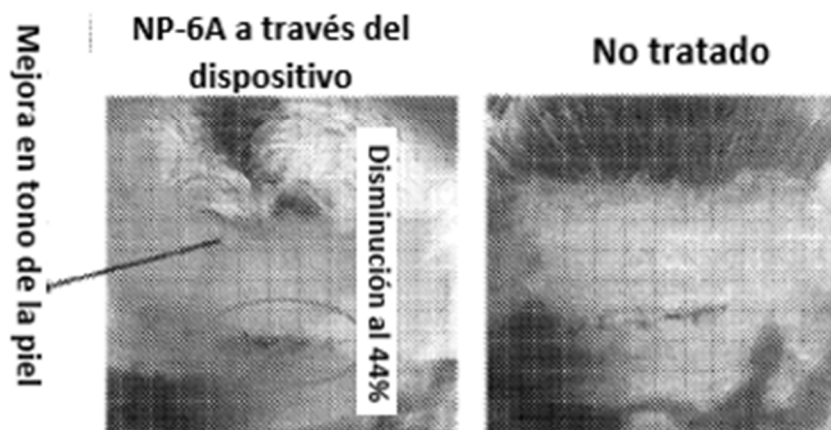 NP-6A a través del
dispositivo
No tratado
Mejora en tono de la piel
Disminución al 44%